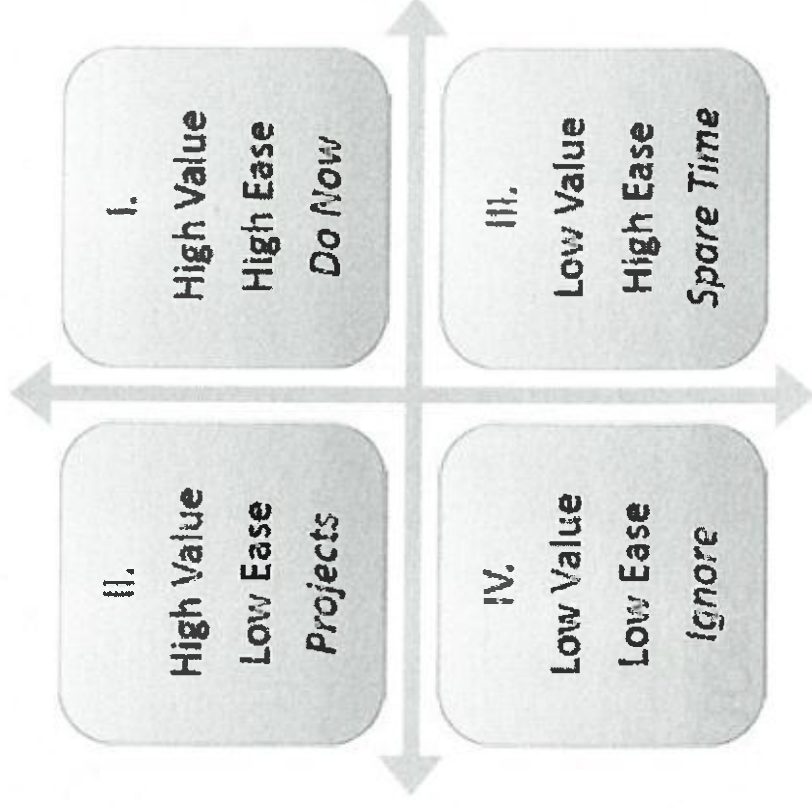 II.
High Value
Low Ease
Projects
I.
High Value
High Ease
Do Now
IV.
Low Value
Low Ease
Ignore
III.
Low Value
High Ease
Spare Time